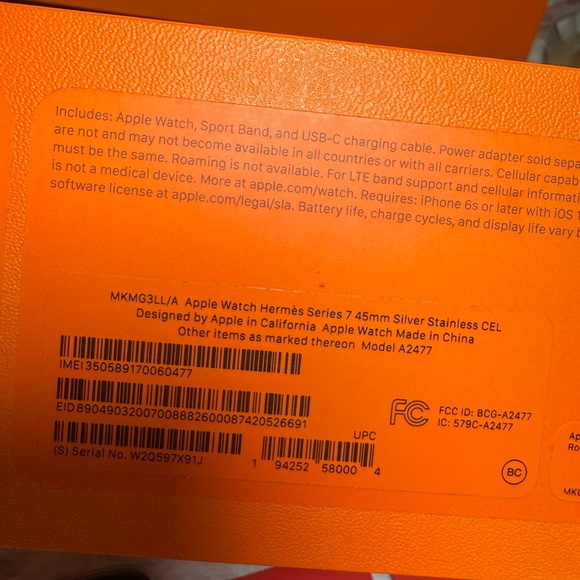 Includes: Apple Watch, Sport Band, and USB-C charging cable. Power adapter sold
are not and may not become available in all countries or with all carriers. Cellular
must be the same. Roaming is not available. For LTE band support and cellular
is not a medical device. More at apple.com/watch. Requires: iPhone 6s or later with iOS
software license at apple.com/legal/sla. Battery life, charge cycles, and display life vary
MKMG3LL/A Apple Watch Hermès Series 7 45mm Silver Stainless CEL
Designed by Apple in California Apple Watch Made in China
Other items as marked thereon Model A2477
IMEI 350589170060477
EID 89049032007008882600087420526691
(S) Serial No. W2Q597X91J
UPC
1 94252 58000 4
FC FCC ID: BCG-A2477
IC: 579C-A2477
BC